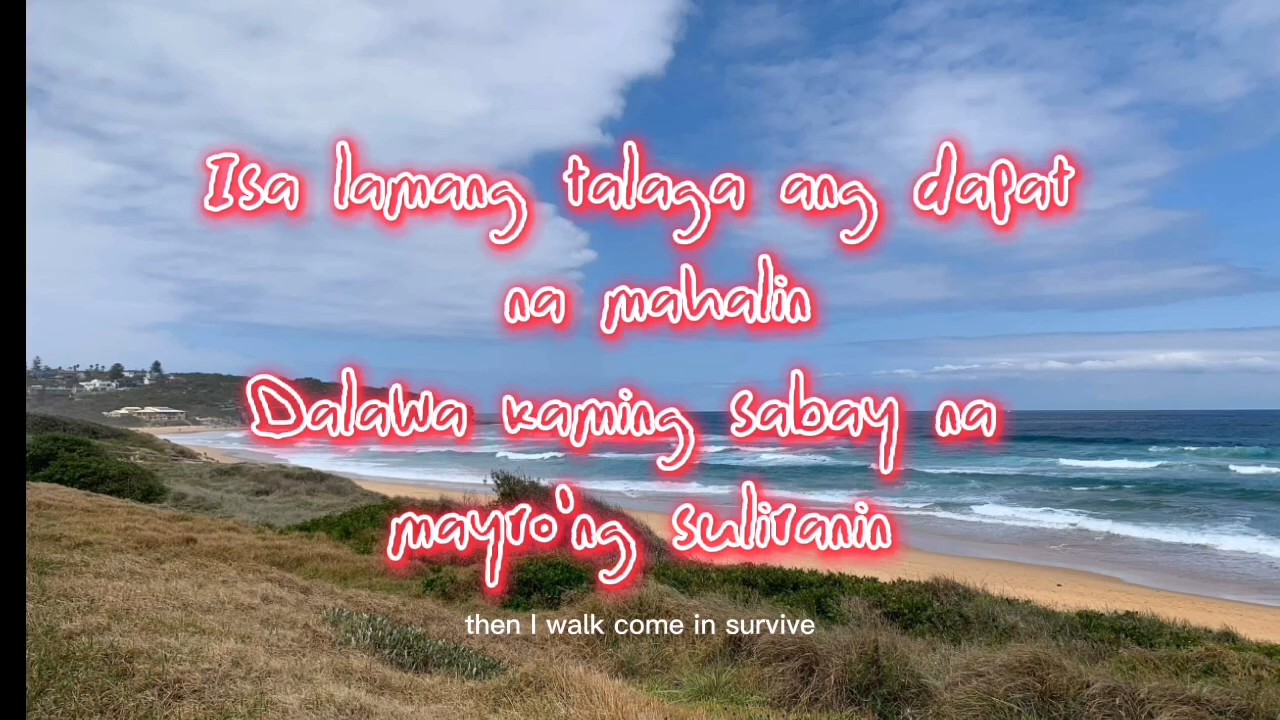 Isa lamang talaga ang dapat
na mahalin
Dalawa kaming sabay na
mayro'ng suliranin
then I walk come in survive